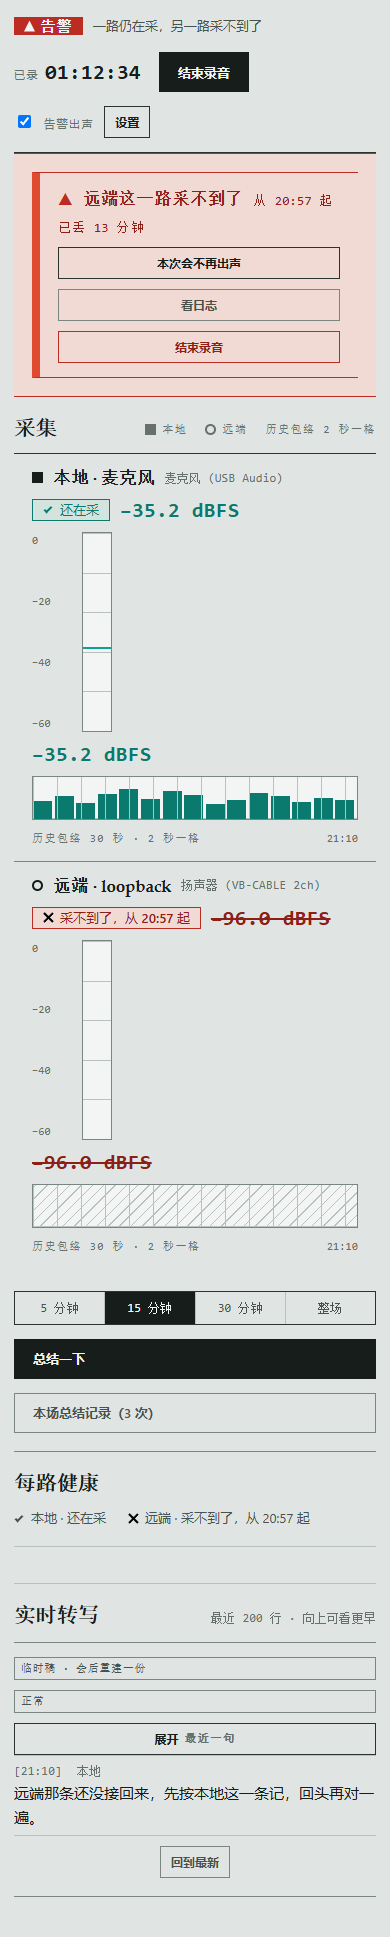 ▲ 告警 一路仍在采，另一路采不到了
已录 01:12:34 结束录音
告警出声 设置
▲ 远端这一路采不到了 从 20:57 起
已丢 13 分钟
本次会不再出声
看日志
结束录音
采集 本地 远端 历史包络 2 秒一格
本地 · 麦克风 麦克风 (USB Audio)
✔ 还在采 −35.2 dBFS
0
−20
−40
−60
−35.2 dBFS
历史包络 30 秒 · 2 秒一格 21:10
远端 · loopback 扬声器 (VB-CABLE 2ch)
✕ 采不到了，从 20:57 起 −96.0 dBFS
0
−20
−40
−60
−96.0 dBFS
历史包络 30 秒 · 2 秒一格 21:10
5 分钟 15 分钟 30 分钟 整场
总结一下
本场总结记录（3 次）
每路健康
✔ 本地 · 还在采 ✕ 远端 · 采不到了，从 20:57 起
实时转写 最近 200 行 · 向上可看更早
临时稿 · 会后重建一份
正常
展开 最近一句
[21:10] 本地
远端那条还没接回来，先按本地这一条记，回头再对一
遍。
回到最新